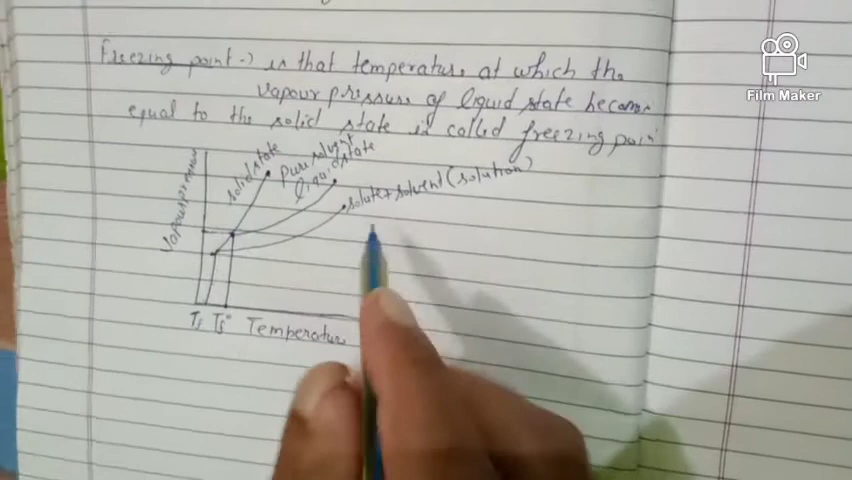 Freezing point → is that temperature at which the
vapour pressure of liquid state become
equal to the solid state is called freezing point
solid state
pure solvent
liquid state
solute + solvent (solution)
Vapour pressure
Tf Tf° Temperature
Film Maker